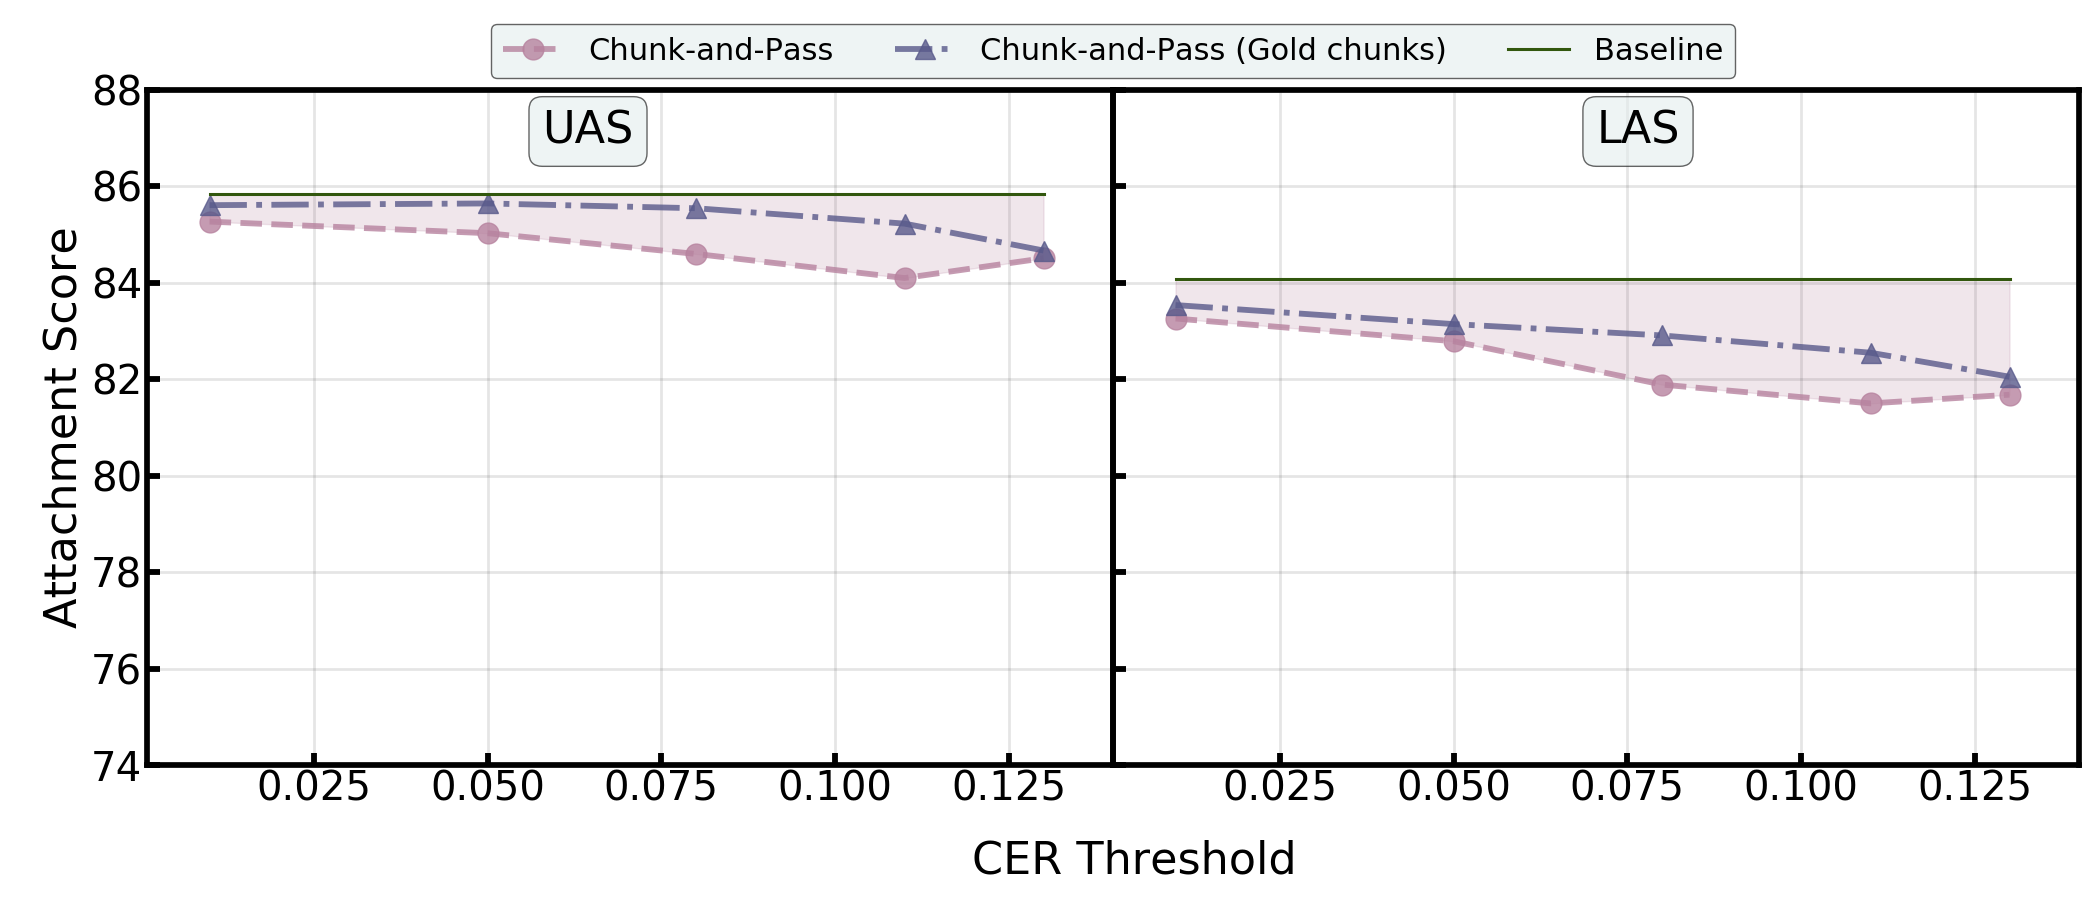 Chunk-and-Pass Chunk-and-Pass (Gold chunks) Baseline
UAS LAS
Attachment Score
88
86
84
82
80
78
76
74
0.025 0.050 0.075 0.100 0.125 0.025 0.050 0.075 0.100 0.125
CER Threshold